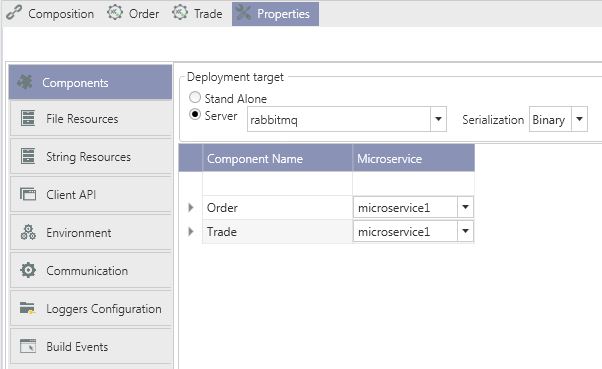 Composition Order Trade Properties
Components
File Resources
String Resources
Client API
Environment
Communication
Loggers Configuration
Build Events
Deployment target
Stand Alone
Server rabbitmq Serialization Binary
Component Name Microservice
Order microservice1
Trade microservice1